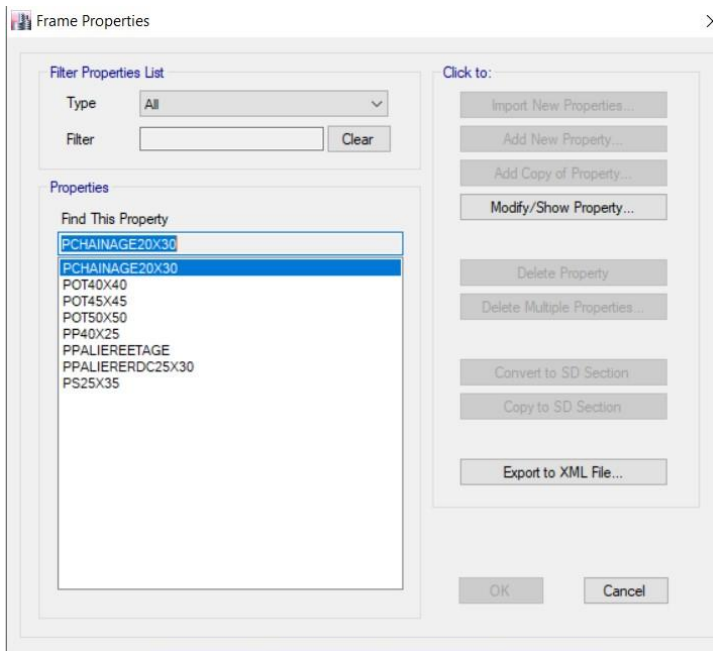 Frame Properties
Filter Properties List
Type All
Filter Clear
Properties
Find This Property
PCHAINAGE20X30
PCHAINAGE20X30
POT40X40
POT45X45
POT50X50
PP40X25
PPALIEREETAGE
PPALIERERDC25X30
PS25X35
Click to:
Import New Properties...
Add New Property...
Add Copy of Property...
Modify/Show Property...
Delete Property
Delete Multiple Properties...
Convert to SD Section
Copy to SD Section
Export to XML File...
OK Cancel